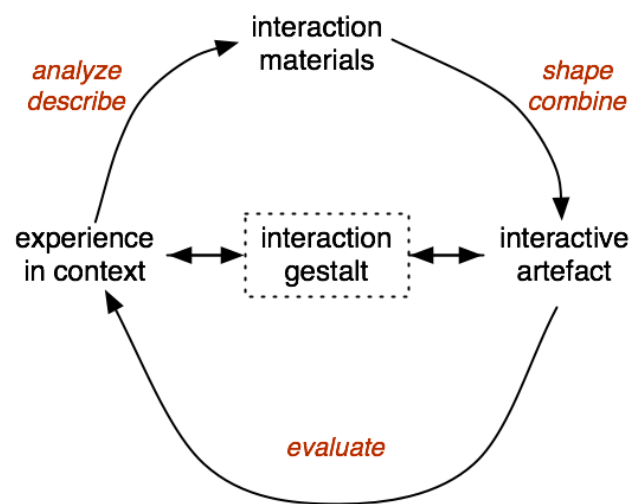 interaction
materials
analyze
describe
shape
combine
experience
in context
interaction
gestalt
interactive
artefact
evaluate